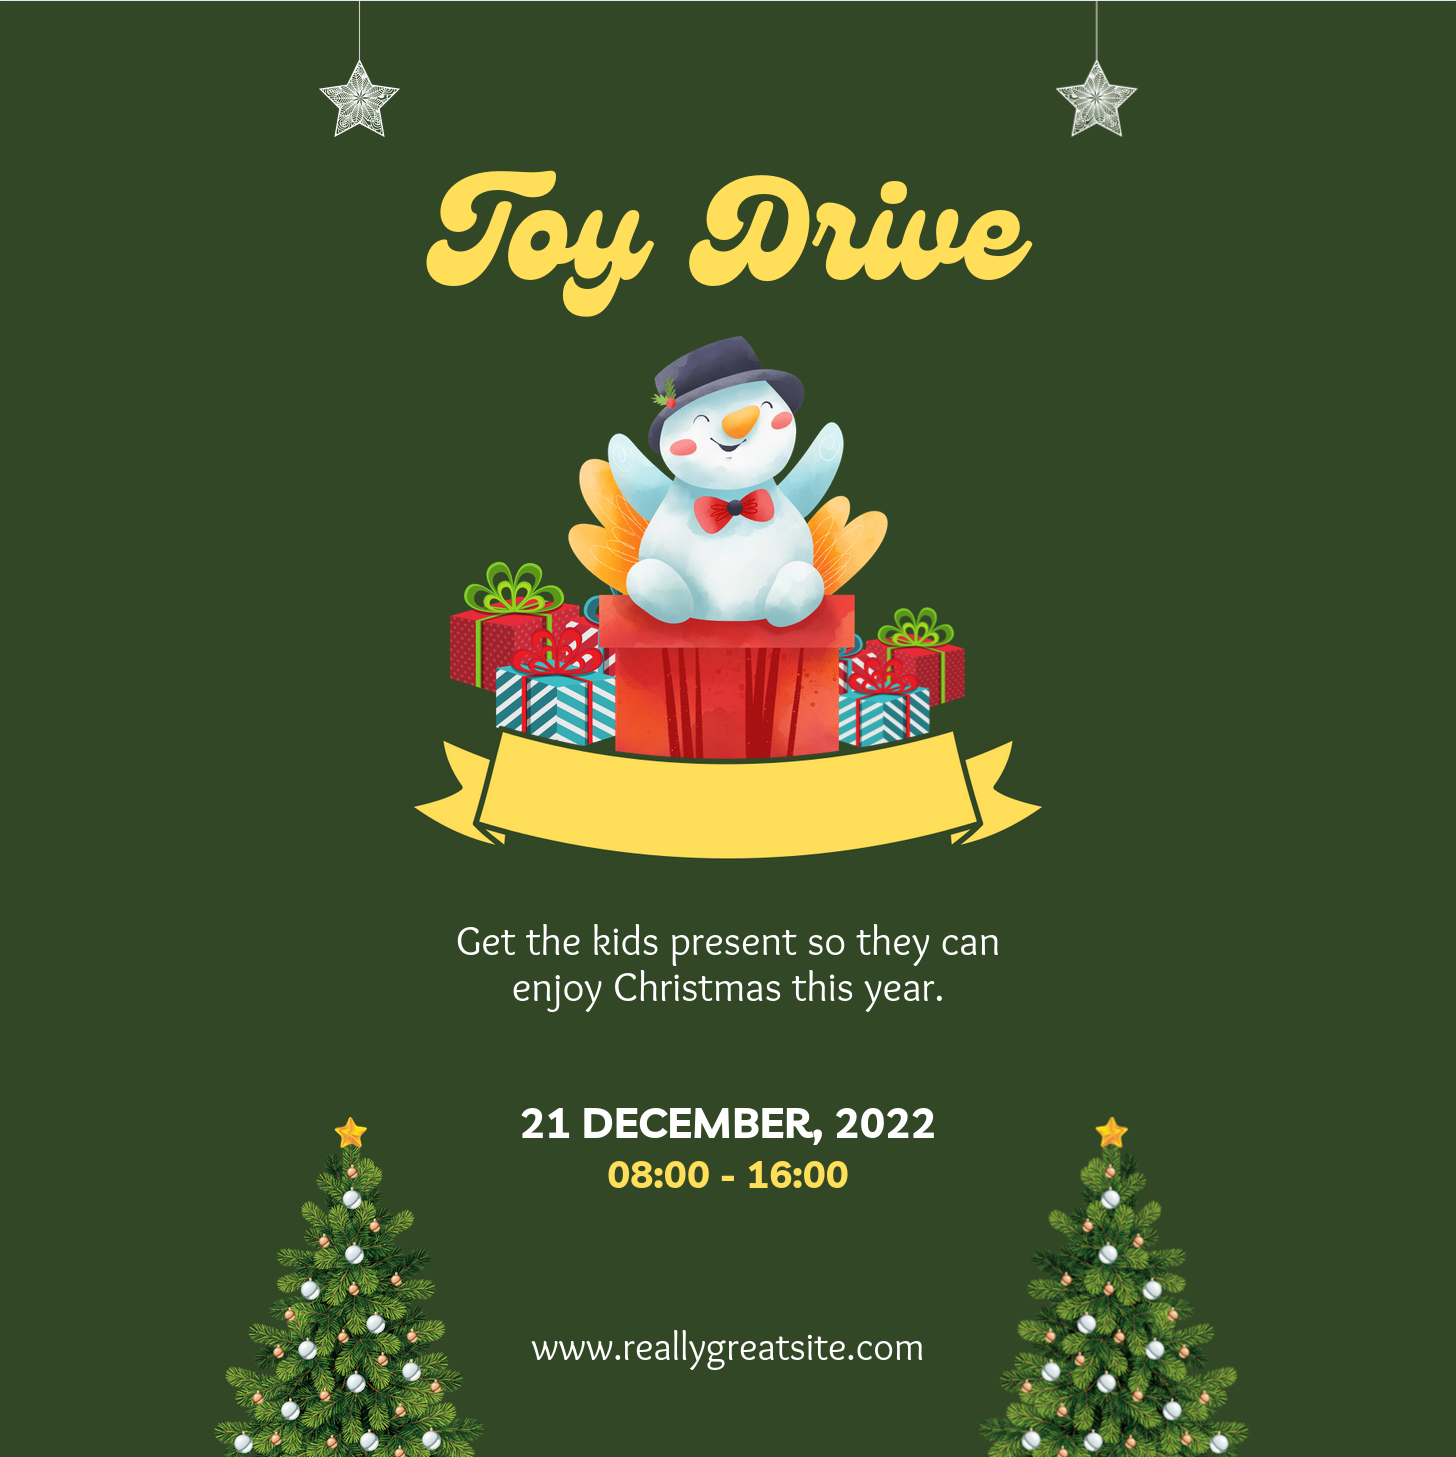 Toy Drive
Get the kids present so they can
enjoy Christmas this year.
21 DECEMBER, 2022
08:00 - 16:00
www.reallygreatsite.com